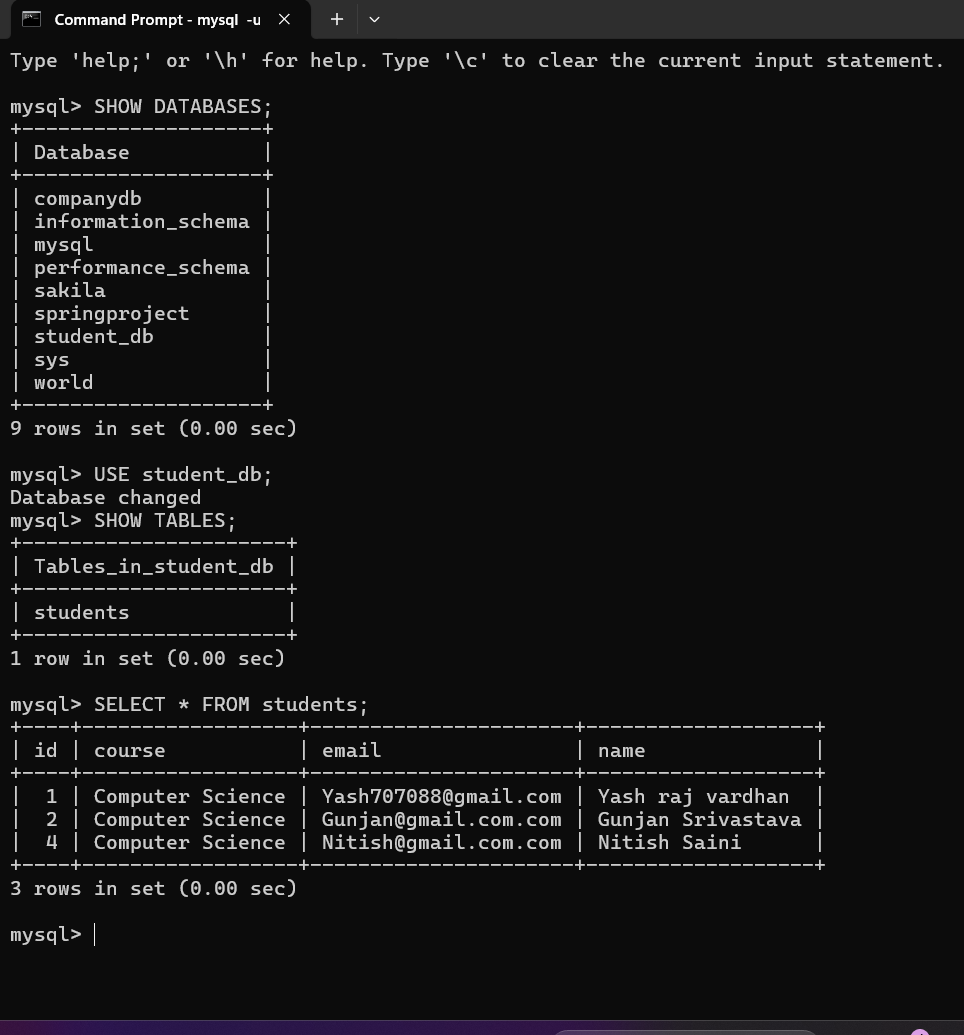 Command Prompt - mysql -u
Type 'help;' or '\h' for help. Type '\c' to clear the current input statement.
mysql> SHOW DATABASES;
+--------------------+
| Database           |
+--------------------+
| companydb          |
| information_schema |
| mysql              |
| performance_schema |
| sakila             |
| springproject      |
| student_db         |
| sys                |
| world              |
+--------------------+
9 rows in set (0.00 sec)
mysql> USE student_db;
Database changed
mysql> SHOW TABLES;
+----------------------+
| Tables_in_student_db |
+----------------------+
| students             |
+----------------------+
1 row in set (0.00 sec)
mysql> SELECT * FROM students;
+----+------------------+----------------------+-------------------+
| id | course           | email                | name              |
+----+------------------+----------------------+-------------------+
|  1 | Computer Science | Yash707088@gmail.com | Yash raj vardhan  |
|  2 | Computer Science | Gunjan@gmail.com.com | Gunjan Srivastava |
|  4 | Computer Science | Nitish@gmail.com.com | Nitish Saini      |
+----+------------------+----------------------+-------------------+
3 rows in set (0.00 sec)
mysql>